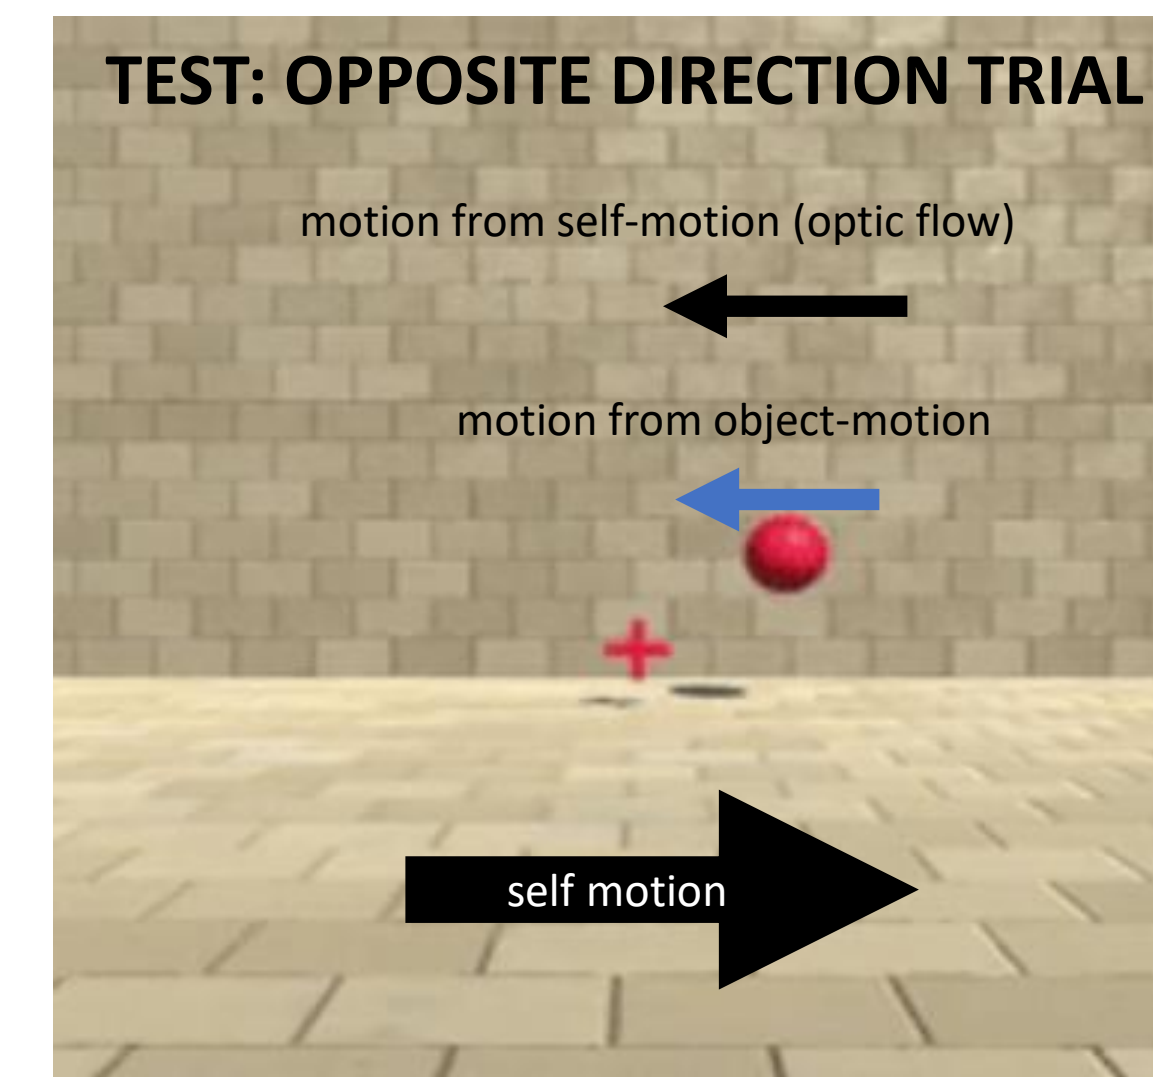 TEST: OPPOSITE DIRECTION TRIAL
motion from self-motion (optic flow)
motion from object-motion
self motion